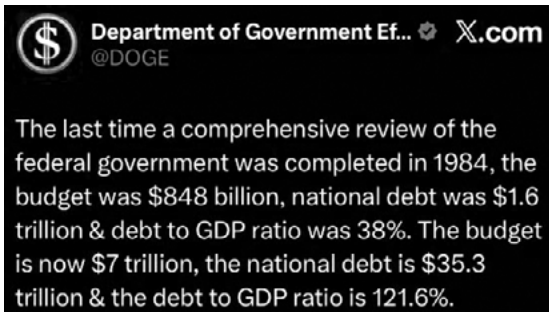 Department of Government Ef... X.com
@DOGE
The last time a comprehensive review of the
federal government was completed in 1984, the
budget was $848 billion, national debt was $1.6
trillion & debt to GDP ratio was 38%. The budget
is now $7 trillion, the national debt is $35.3
trillion & the debt to GDP ratio is 121.6%.